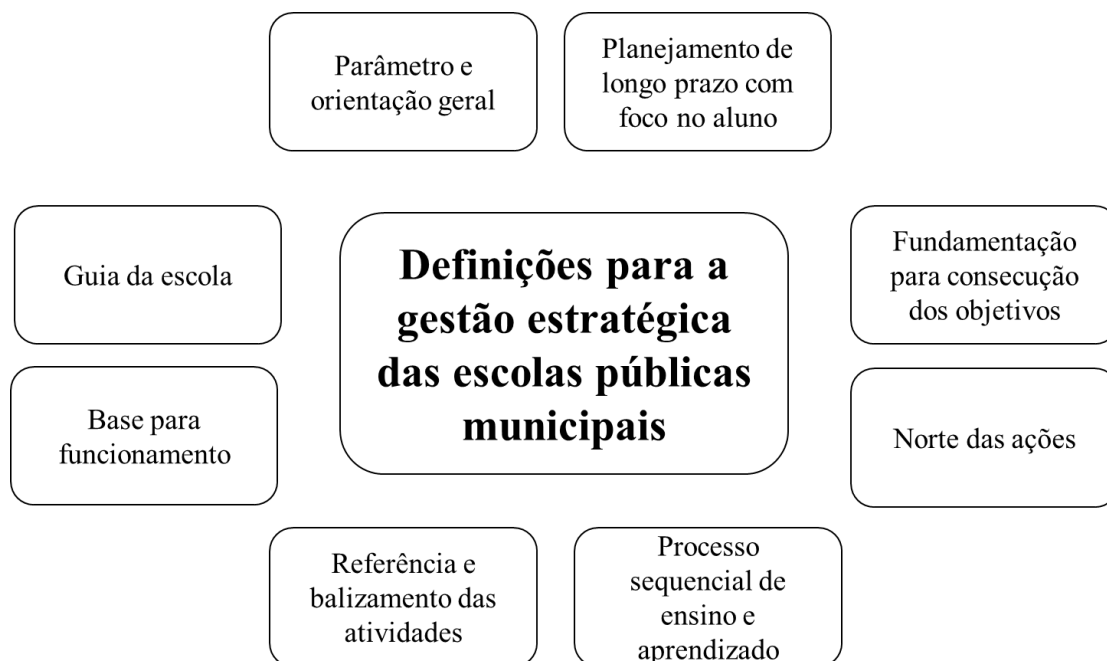 Parâmetro e
orientação geral
Planejamento de
longo prazo com
foco no aluno
Guia da escola
Definições para a
gestão estratégica
das escolas públicas
municipais
Fundamentação
para consecução
dos objetivos
Base para
funcionamento
Norte das ações
Referência e
balizamento das
atividades
Processo
sequencial de
ensino e
aprendizado